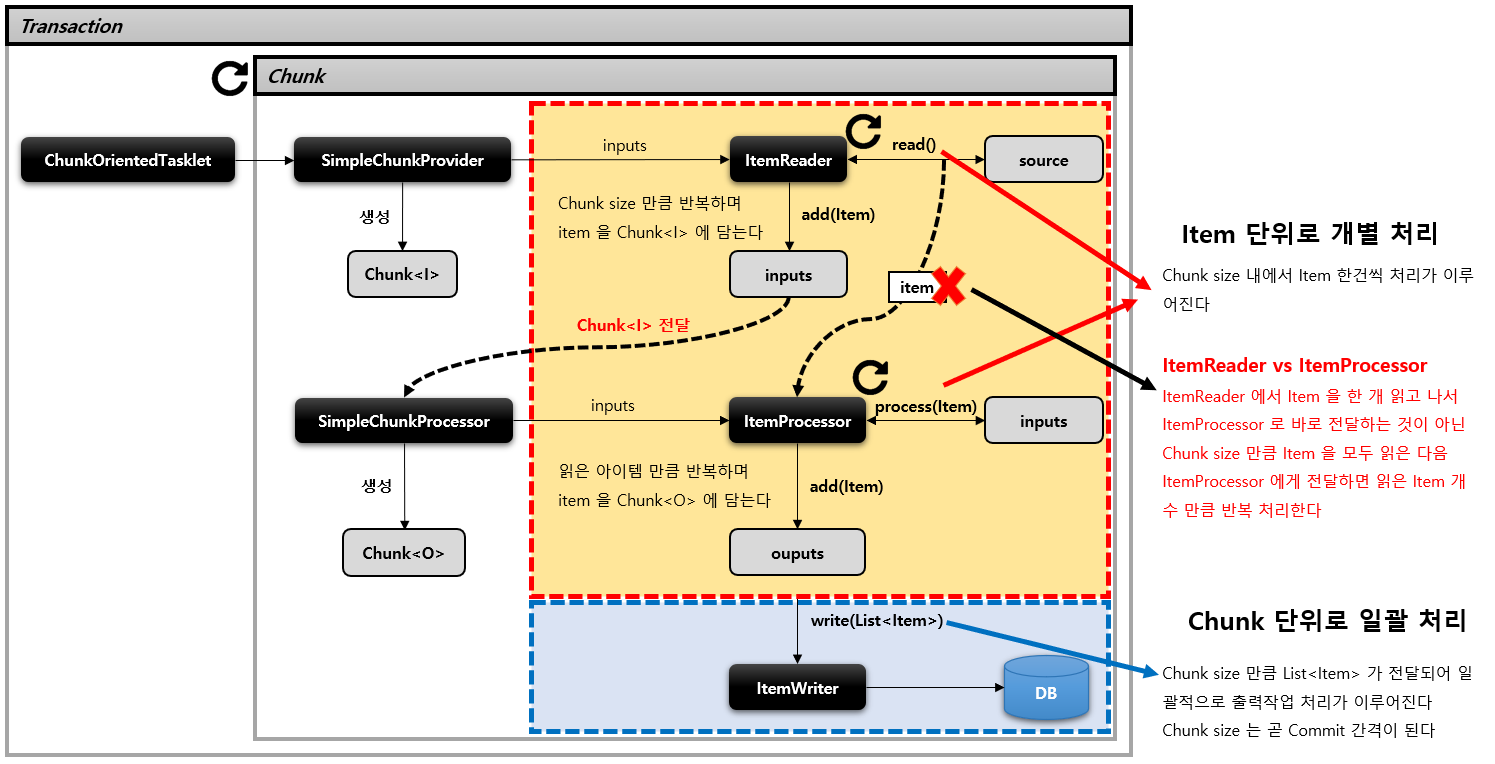 Transaction
Chunk
ChunkOrientedTasklet
SimpleChunkProvider
inputs
ItemReader
read()
source
생성
Chunk size 만큼 반복하며
item 을 Chunk<I> 에 담는다
add(Item)
Chunk<I>
inputs
item
Chunk<I> 전달
SimpleChunkProcessor
inputs
ItemProcessor
process(Item)
inputs
생성
읽은 아이템 만큼 반복하며
item 을 Chunk<O> 에 담는다
add(Item)
Chunk<O>
ouputs
write(List<Item>)
ItemWriter
DB
Item 단위로 개별 처리
Chunk size 내에서 Item 한건씩 처리가 이루
어진다
ItemReader vs ItemProcessor
ItemReader 에서 Item 을 한 개 읽고 나서
ItemProcessor 로 바로 전달하는 것이 아닌
Chunk size 만큼 Item 을 모두 읽은 다음
ItemProcessor 에게 전달하면 읽은 Item 개
수 만큼 반복 처리한다
Chunk 단위로 일괄 처리
Chunk size 만큼 List<Item> 가 전달되어 일
괄적으로 출력작업 처리가 이루어진다
Chunk size 는 곧 Commit 간격이 된다